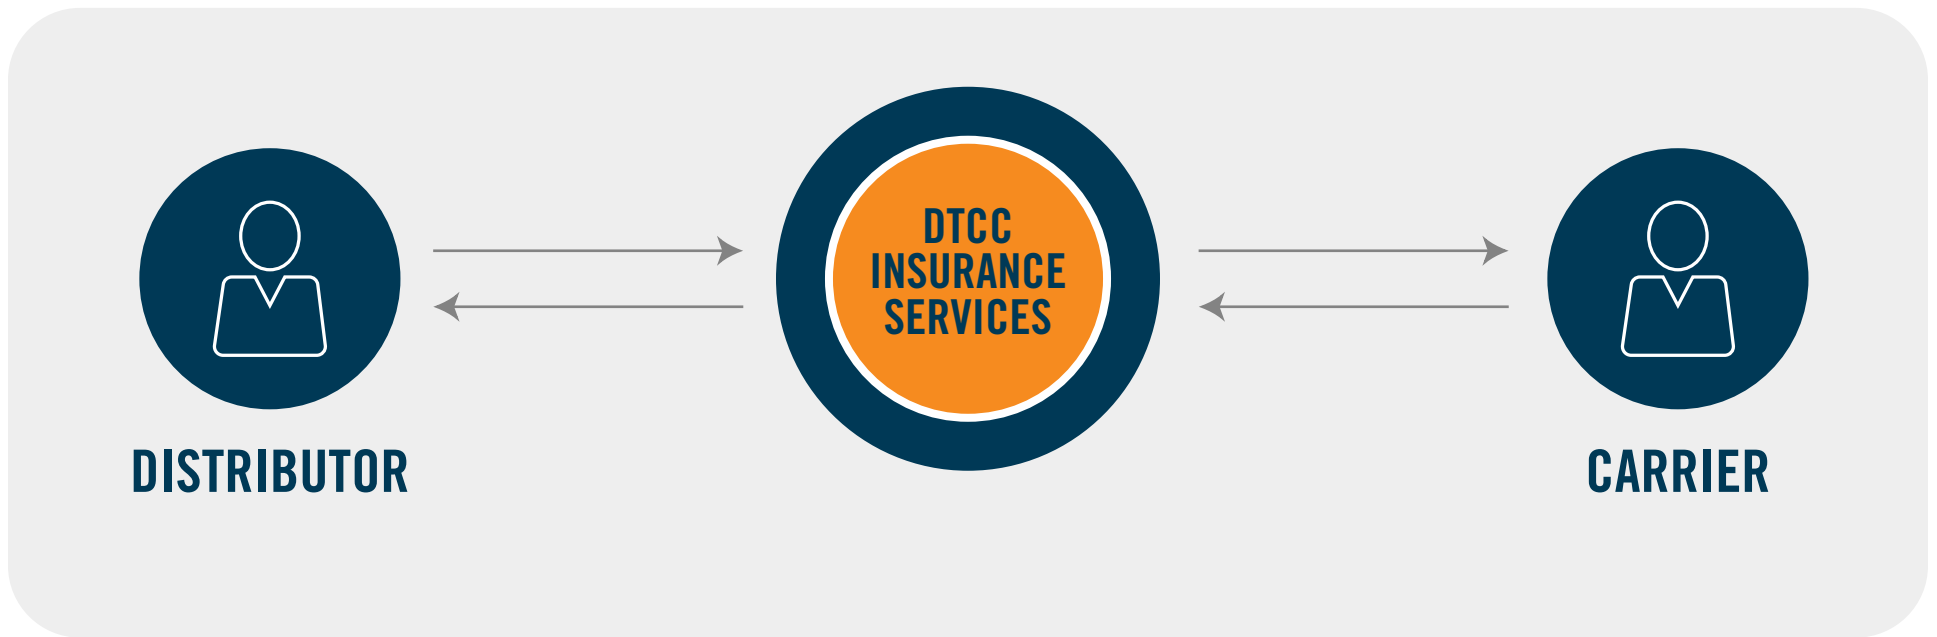 DTCC
INSURANCE
SERVICES
DISTRIBUTOR
CARRIER